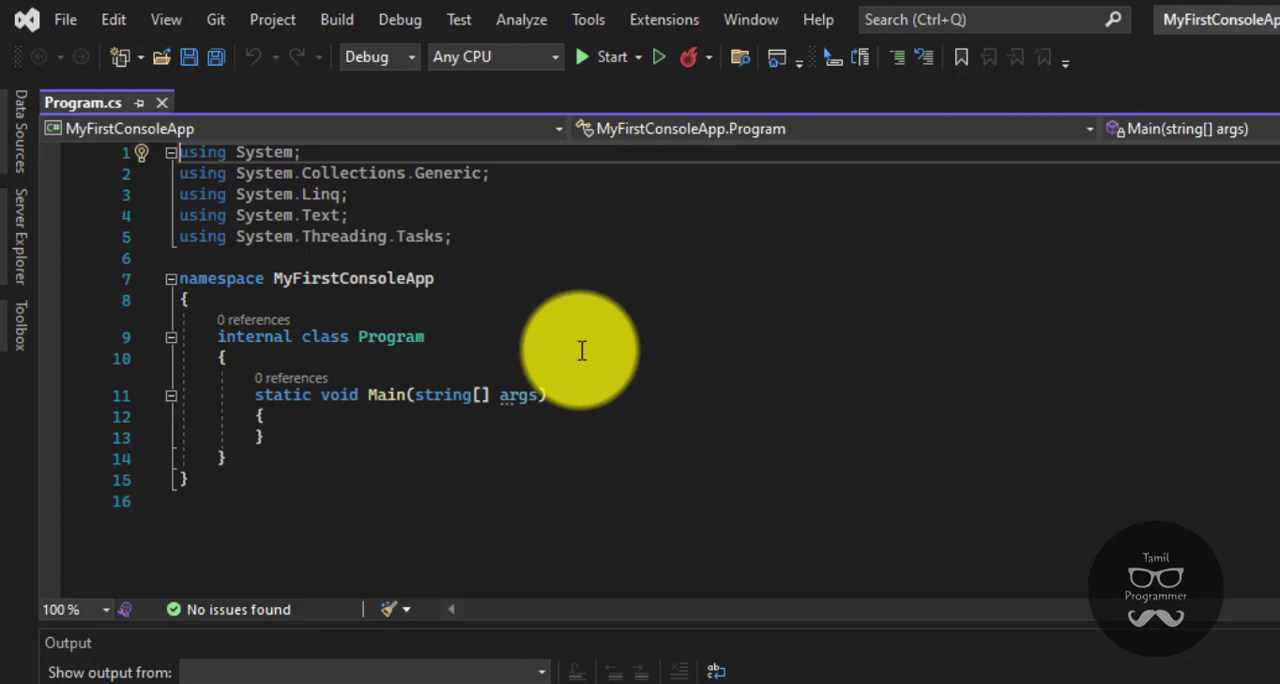 File Edit View Git Project Build Debug Test Analyze Tools Extensions Window Help Search (Ctrl+Q) MyFirstConsoleAp
Debug Any CPU Start
Data Sources
Server Explorer
Toolbox
Program.cs
MyFirstConsoleApp MyFirstConsoleApp.Program Main(string[] args)
1 using System;
2 using System.Collections.Generic;
3 using System.Linq;
4 using System.Text;
5 using System.Threading.Tasks;
6
7 namespace MyFirstConsoleApp
8 {
0 references
9 internal class Program
10 {
0 references
11 static void Main(string[] args)
12 {
13 }
14 }
15 }
16
Tamil
Programmer
100 % No issues found
Output
Show output from: